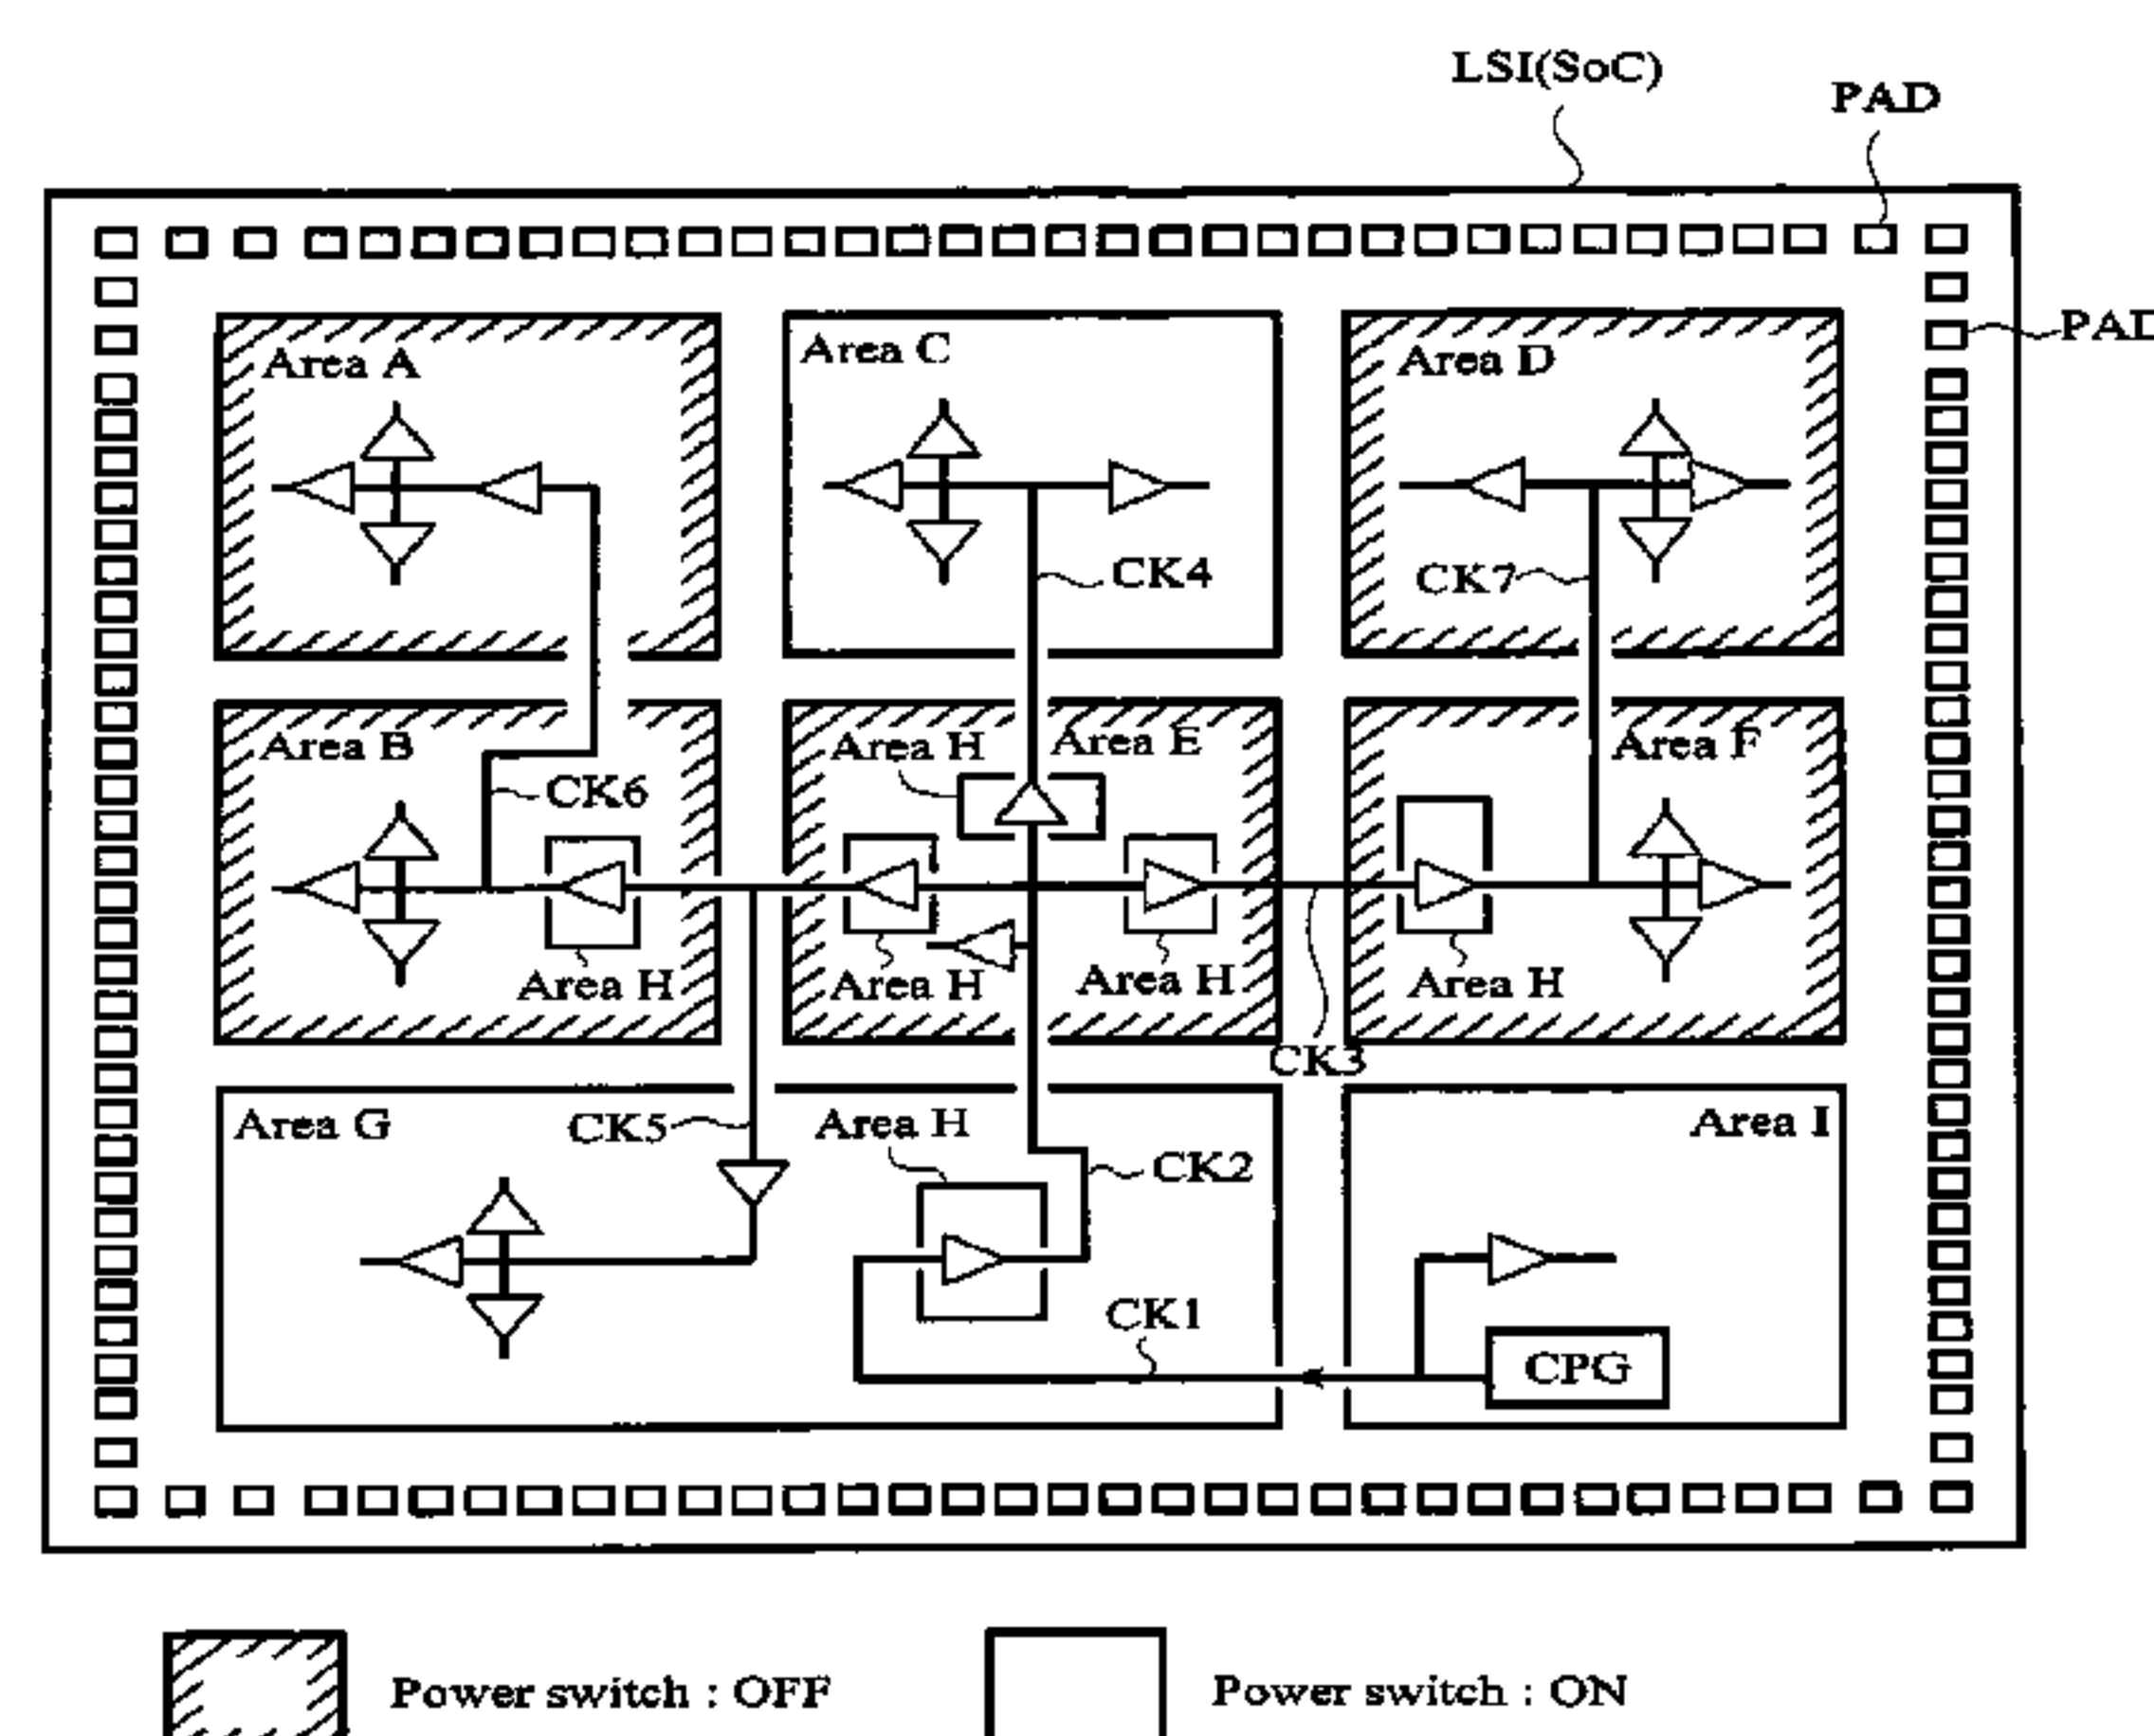 LSI(SoC)
PAD
PAD
Area A
Area C
Area D
CK4
CK7
Area B
Area H
Area E
Area F
CK6
Area H
Area H
Area H
Area H
CK3
Area G
CK5
Area H
CK2
Area I
CK1
CPG
Power switch : OFF
Power switch : ON